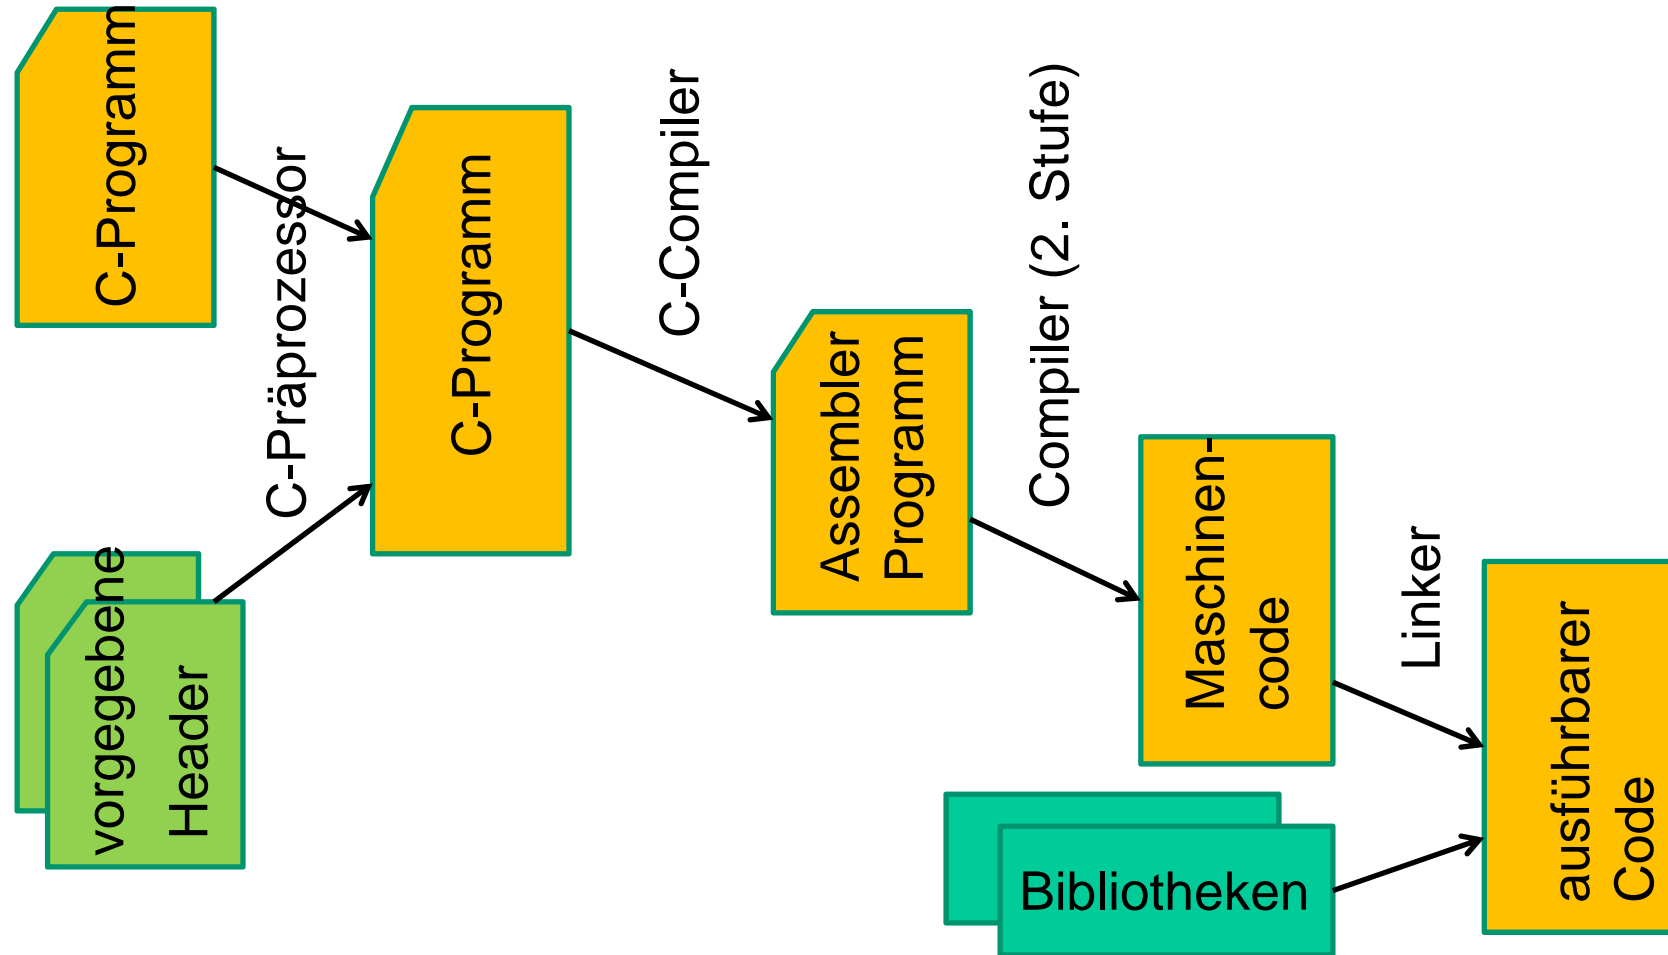 C-Programm
C-Präprozessor
vorgegebene
Header
C-Programm
C-Compiler
Assembler
Programm
Compiler (2. Stufe)
Maschinen-
code
Bibliotheken
Linker
ausführbarer
Code